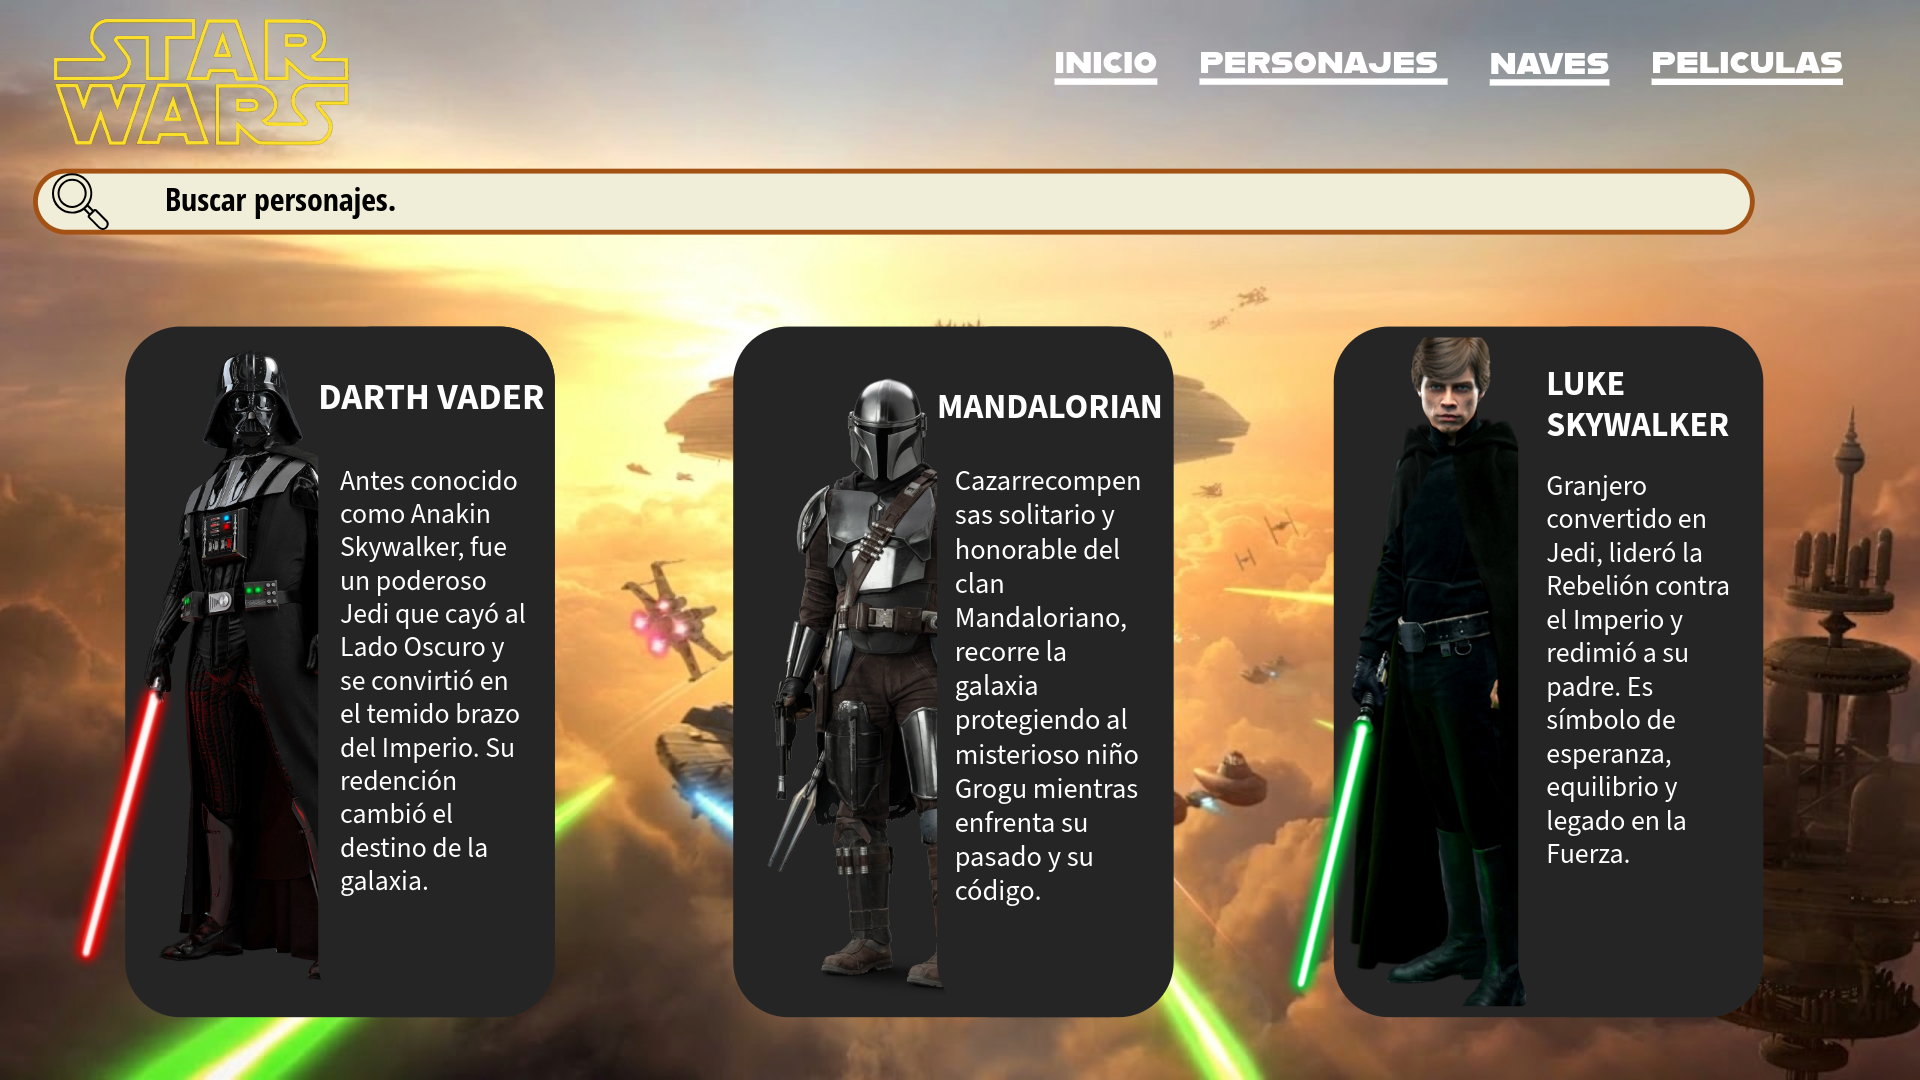 STAR
WARS
INICIO
PERSONAJES
NAVES
PELICULAS
Buscar personajes.
DARTH VADER
Antes conocido
como Anakin
Skywalker, fue
un poderoso
Jedi que cayó al
Lado Oscuro y
se convirtió en
el temido brazo
del Imperio. Su
redención
cambió el
destino de la
galaxia.
MANDALORIAN
Cazarrecompen
sas solitario y
honorable del
clan
Mandaloriano,
recorre la
galaxia
protegiendo al
misterioso niño
Grogu mientras
enfrenta su
pasado y su
código.
LUKE
SKYWALKER
Granjero
convertido en
Jedi, lideró la
Rebelión contra
el Imperio y
redimió a su
padre. Es
símbolo de
esperanza,
equilibrio y
legado en la
Fuerza.